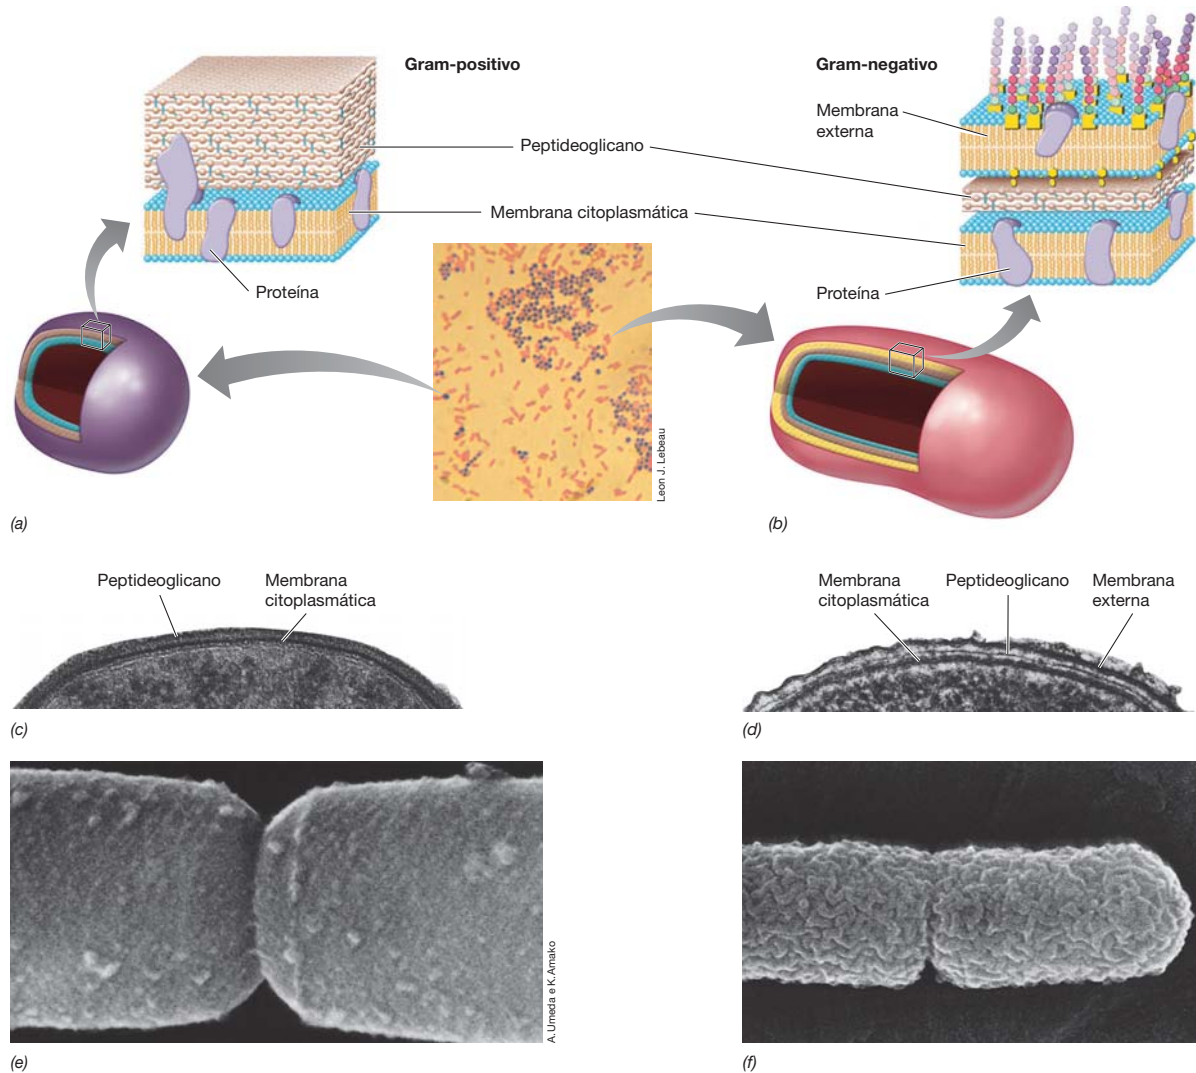 Gram-positivo
Gram-negativo
Membrana
externa
Peptideoglicano
Membrana citoplasmática
Proteína
Proteína
Leon J. Lebeau
(a)
(b)
Peptideoglicano
Membrana
citoplasmática
Membrana
citoplasmática
Peptideoglicano
Membrana
externa
(c)
(d)
A. Umeda e K. Amako
(e)
(f)